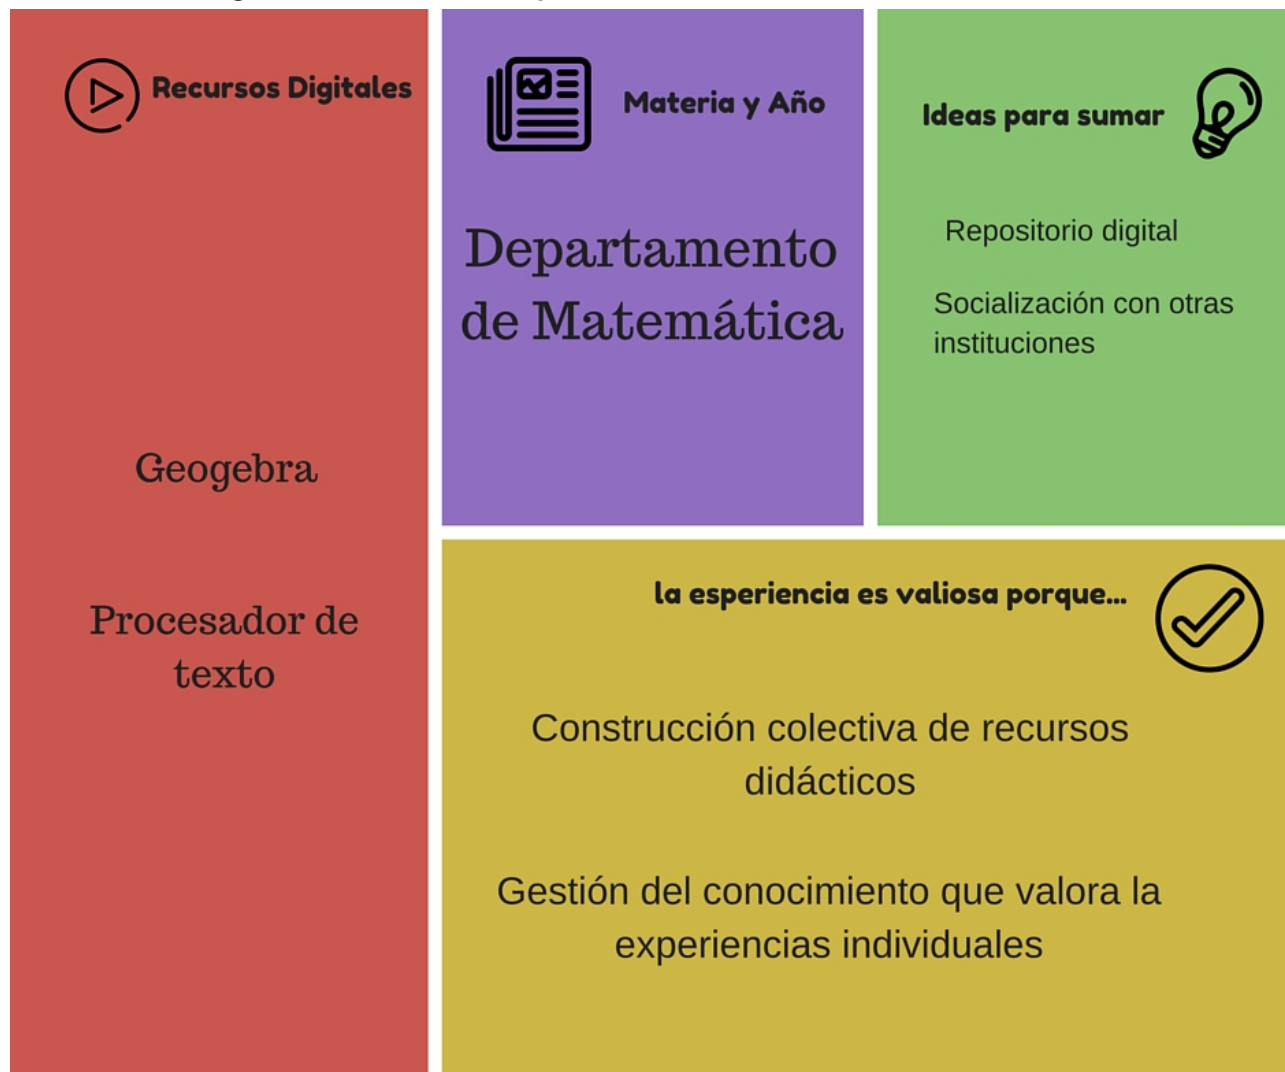 Recursos Digitales
Geogebra
Procesador de
texto
Materia y Año
Departamento
de Matemática
Ideas para sumar
Repositorio digital
Socialización con otras
instituciones
la esperiencia es valiosa porque...
Construcción colectiva de recursos
didácticos
Gestión del conocimiento que valora la
experiencias individuales